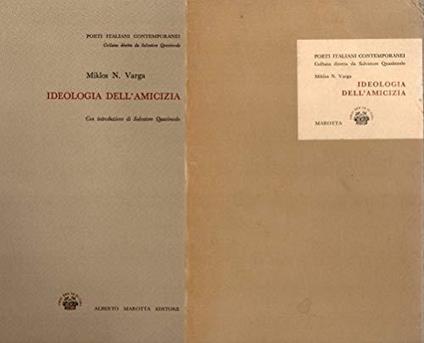 POETI ITALIANI CONTEMPORANEI
Collana diretta da Salvatore Quasimodo
Miklos N. Varga
IDEOLOGIA DELL'AMICIZIA
Con introduzione di Salvatore Quasimodo
ALBERTO MAROTTA EDITORE
POETI ITALIANI CONTEMPORANEI
Collana diretta da Salvatore Quasimodo
Miklos N. Varga
IDEOLOGIA
DELL'AMICIZIA
MAROTTA